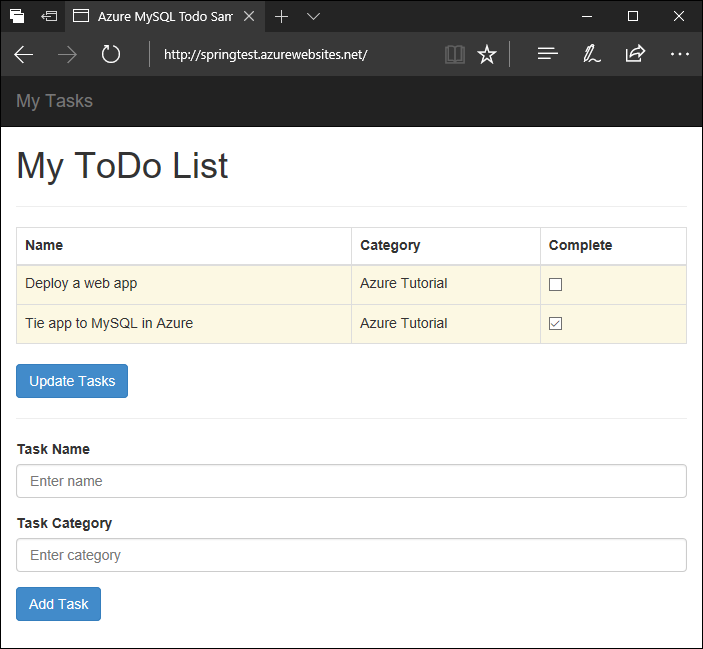 Azure MySQL Todo Sam
http://springtest.azurewebsites.net/
My Tasks
My ToDo List
Name Category Complete
Deploy a web app Azure Tutorial
Tie app to MySQL in Azure Azure Tutorial
Update Tasks
Task Name
Enter name
Task Category
Enter category
Add Task